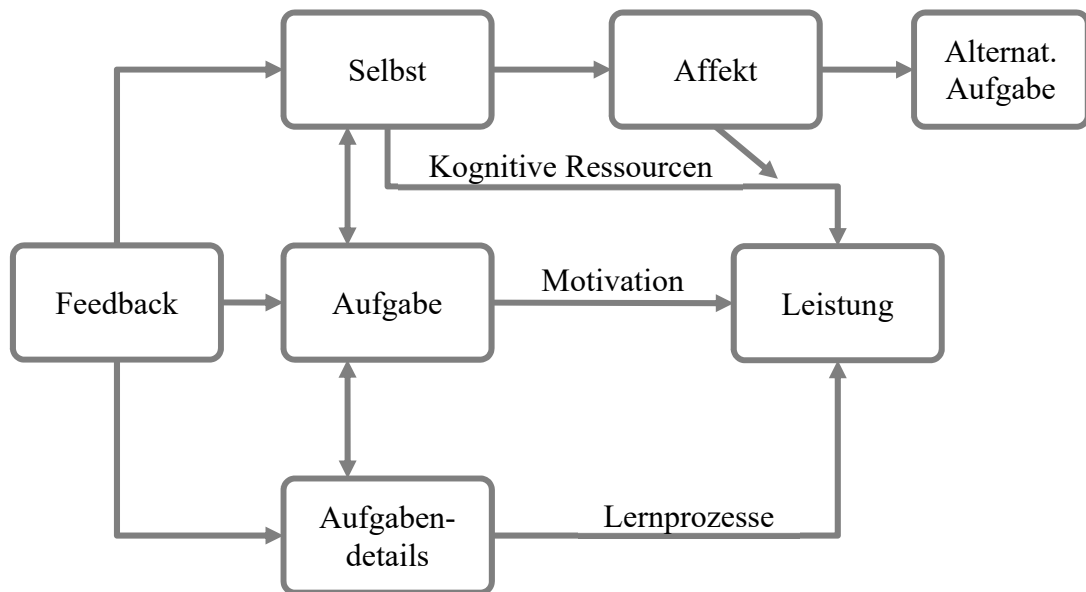 Selbst
Affekt
Alternat.
Aufgabe
Kognitive Ressourcen
Feedback
Aufgabe
Motivation
Leistung
Aufgaben-
details
Lernprozesse